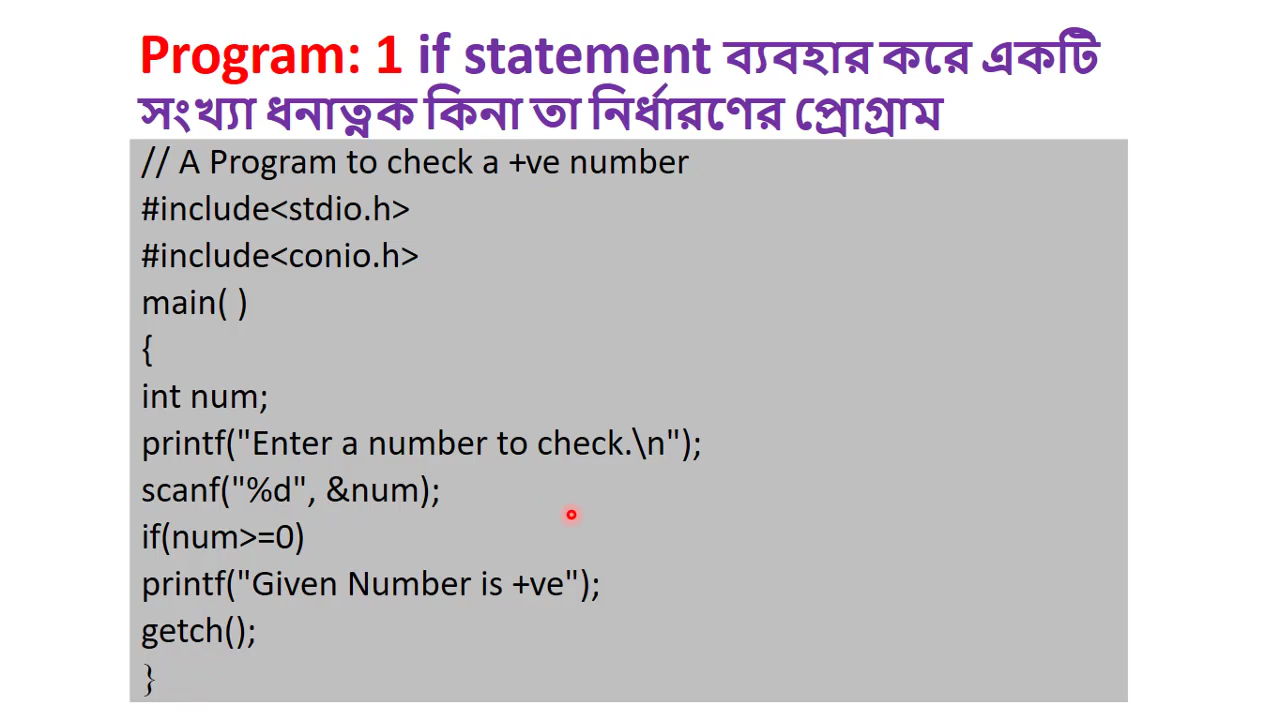 Program: 1 if statement ব্যবহার করে একটি
সংখ্যা ধনাত্নক কিনা তা নির্ধারণের প্রোগ্রাম
// A Program to check a +ve number
#include<stdio.h>
#include<conio.h>
main( )
{
int num;
printf("Enter a number to check.\n");
scanf("%d", &num);
if(num>=0)
printf("Given Number is +ve");
getch();
}